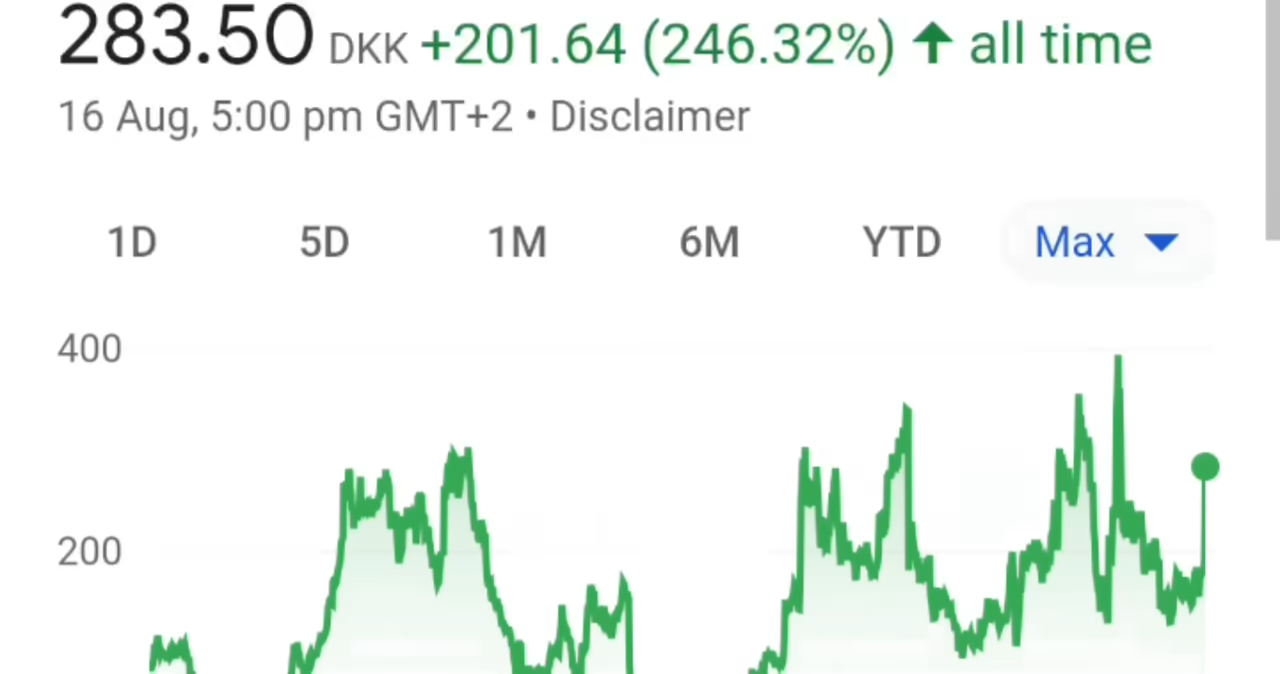 283.50 DKK +201.64 (246.32%) ↑ all time
16 Aug, 5:00 pm GMT+2 • Disclaimer
1D 5D 1M 6M YTD Max
400
200